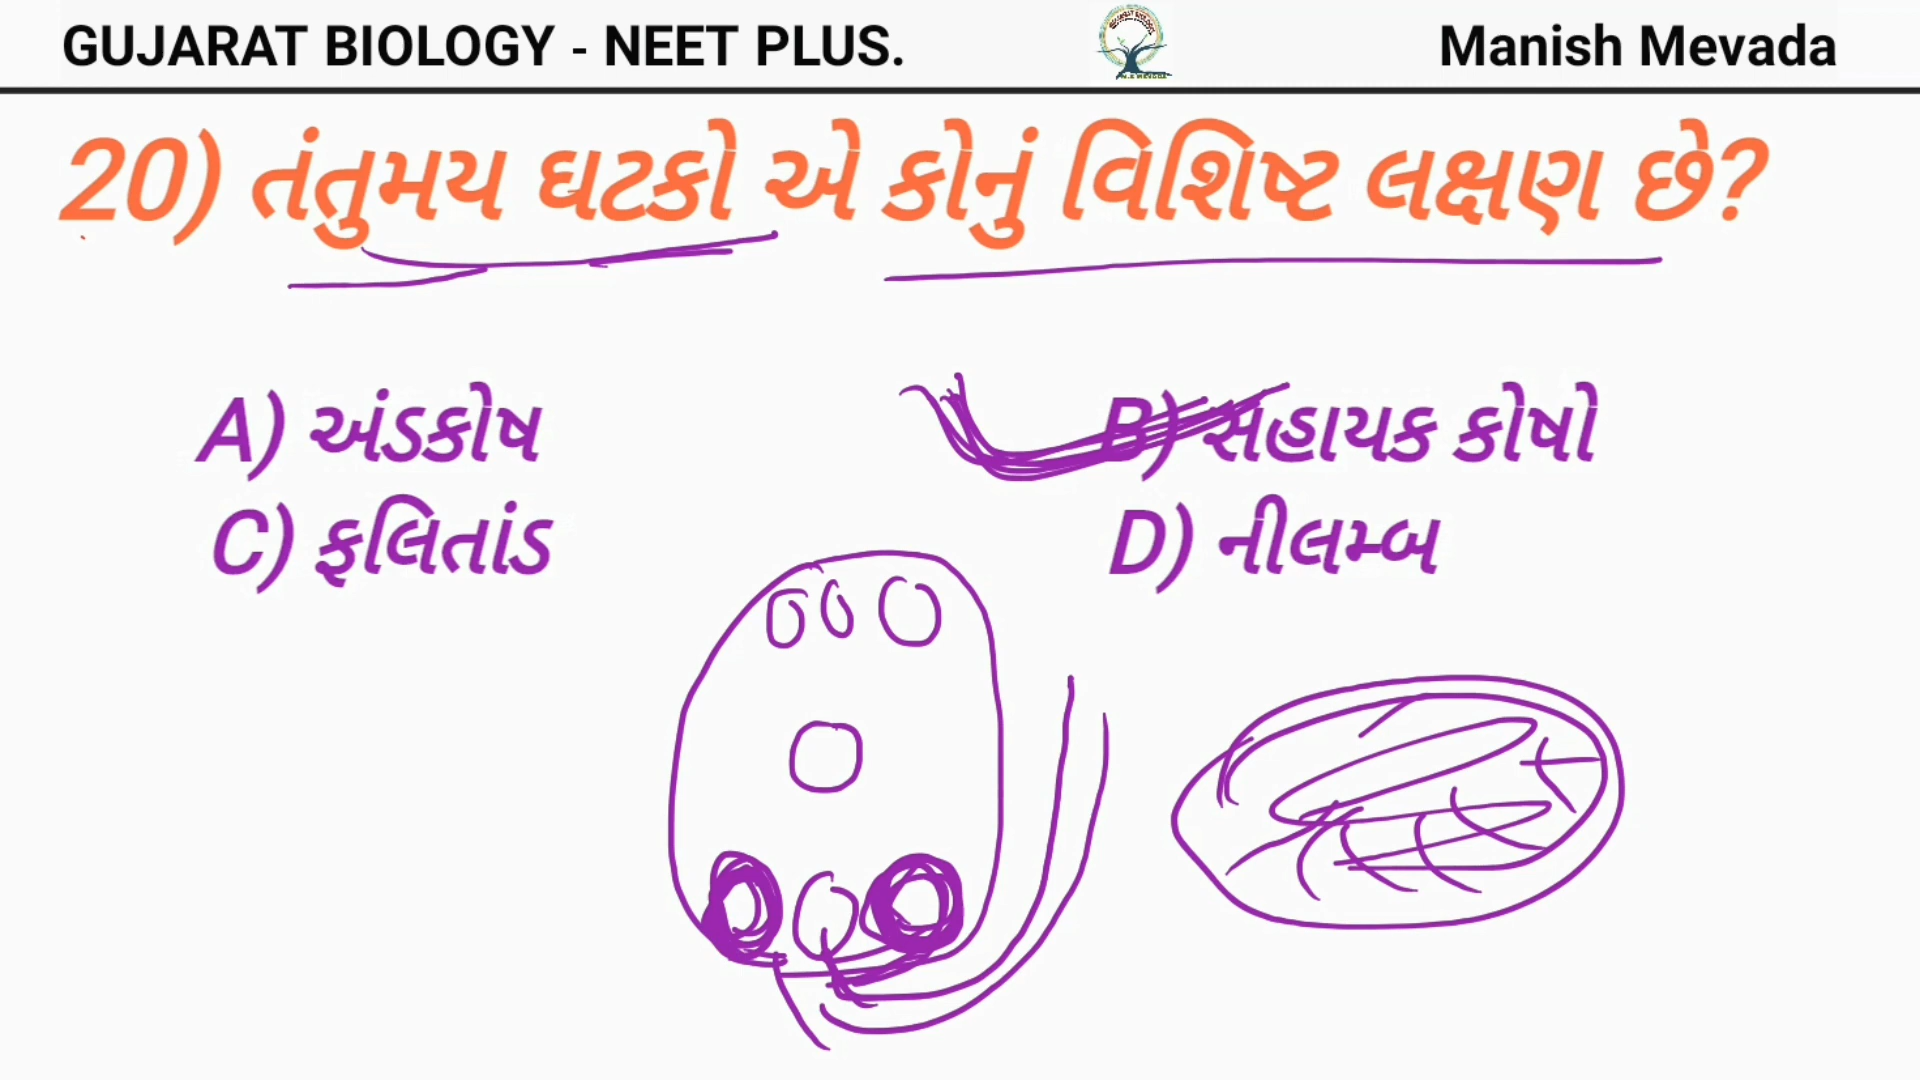 GUJARAT BIOLOGY - NEET PLUS. Manish Mevada
20) તંતુમય ઘટકો એ કોનું વિશિષ્ટ લક્ષણ છે?
A) અંડકોષ B) સહાયક કોષો
C) ફલિતાંડ D) નીલમ્બ